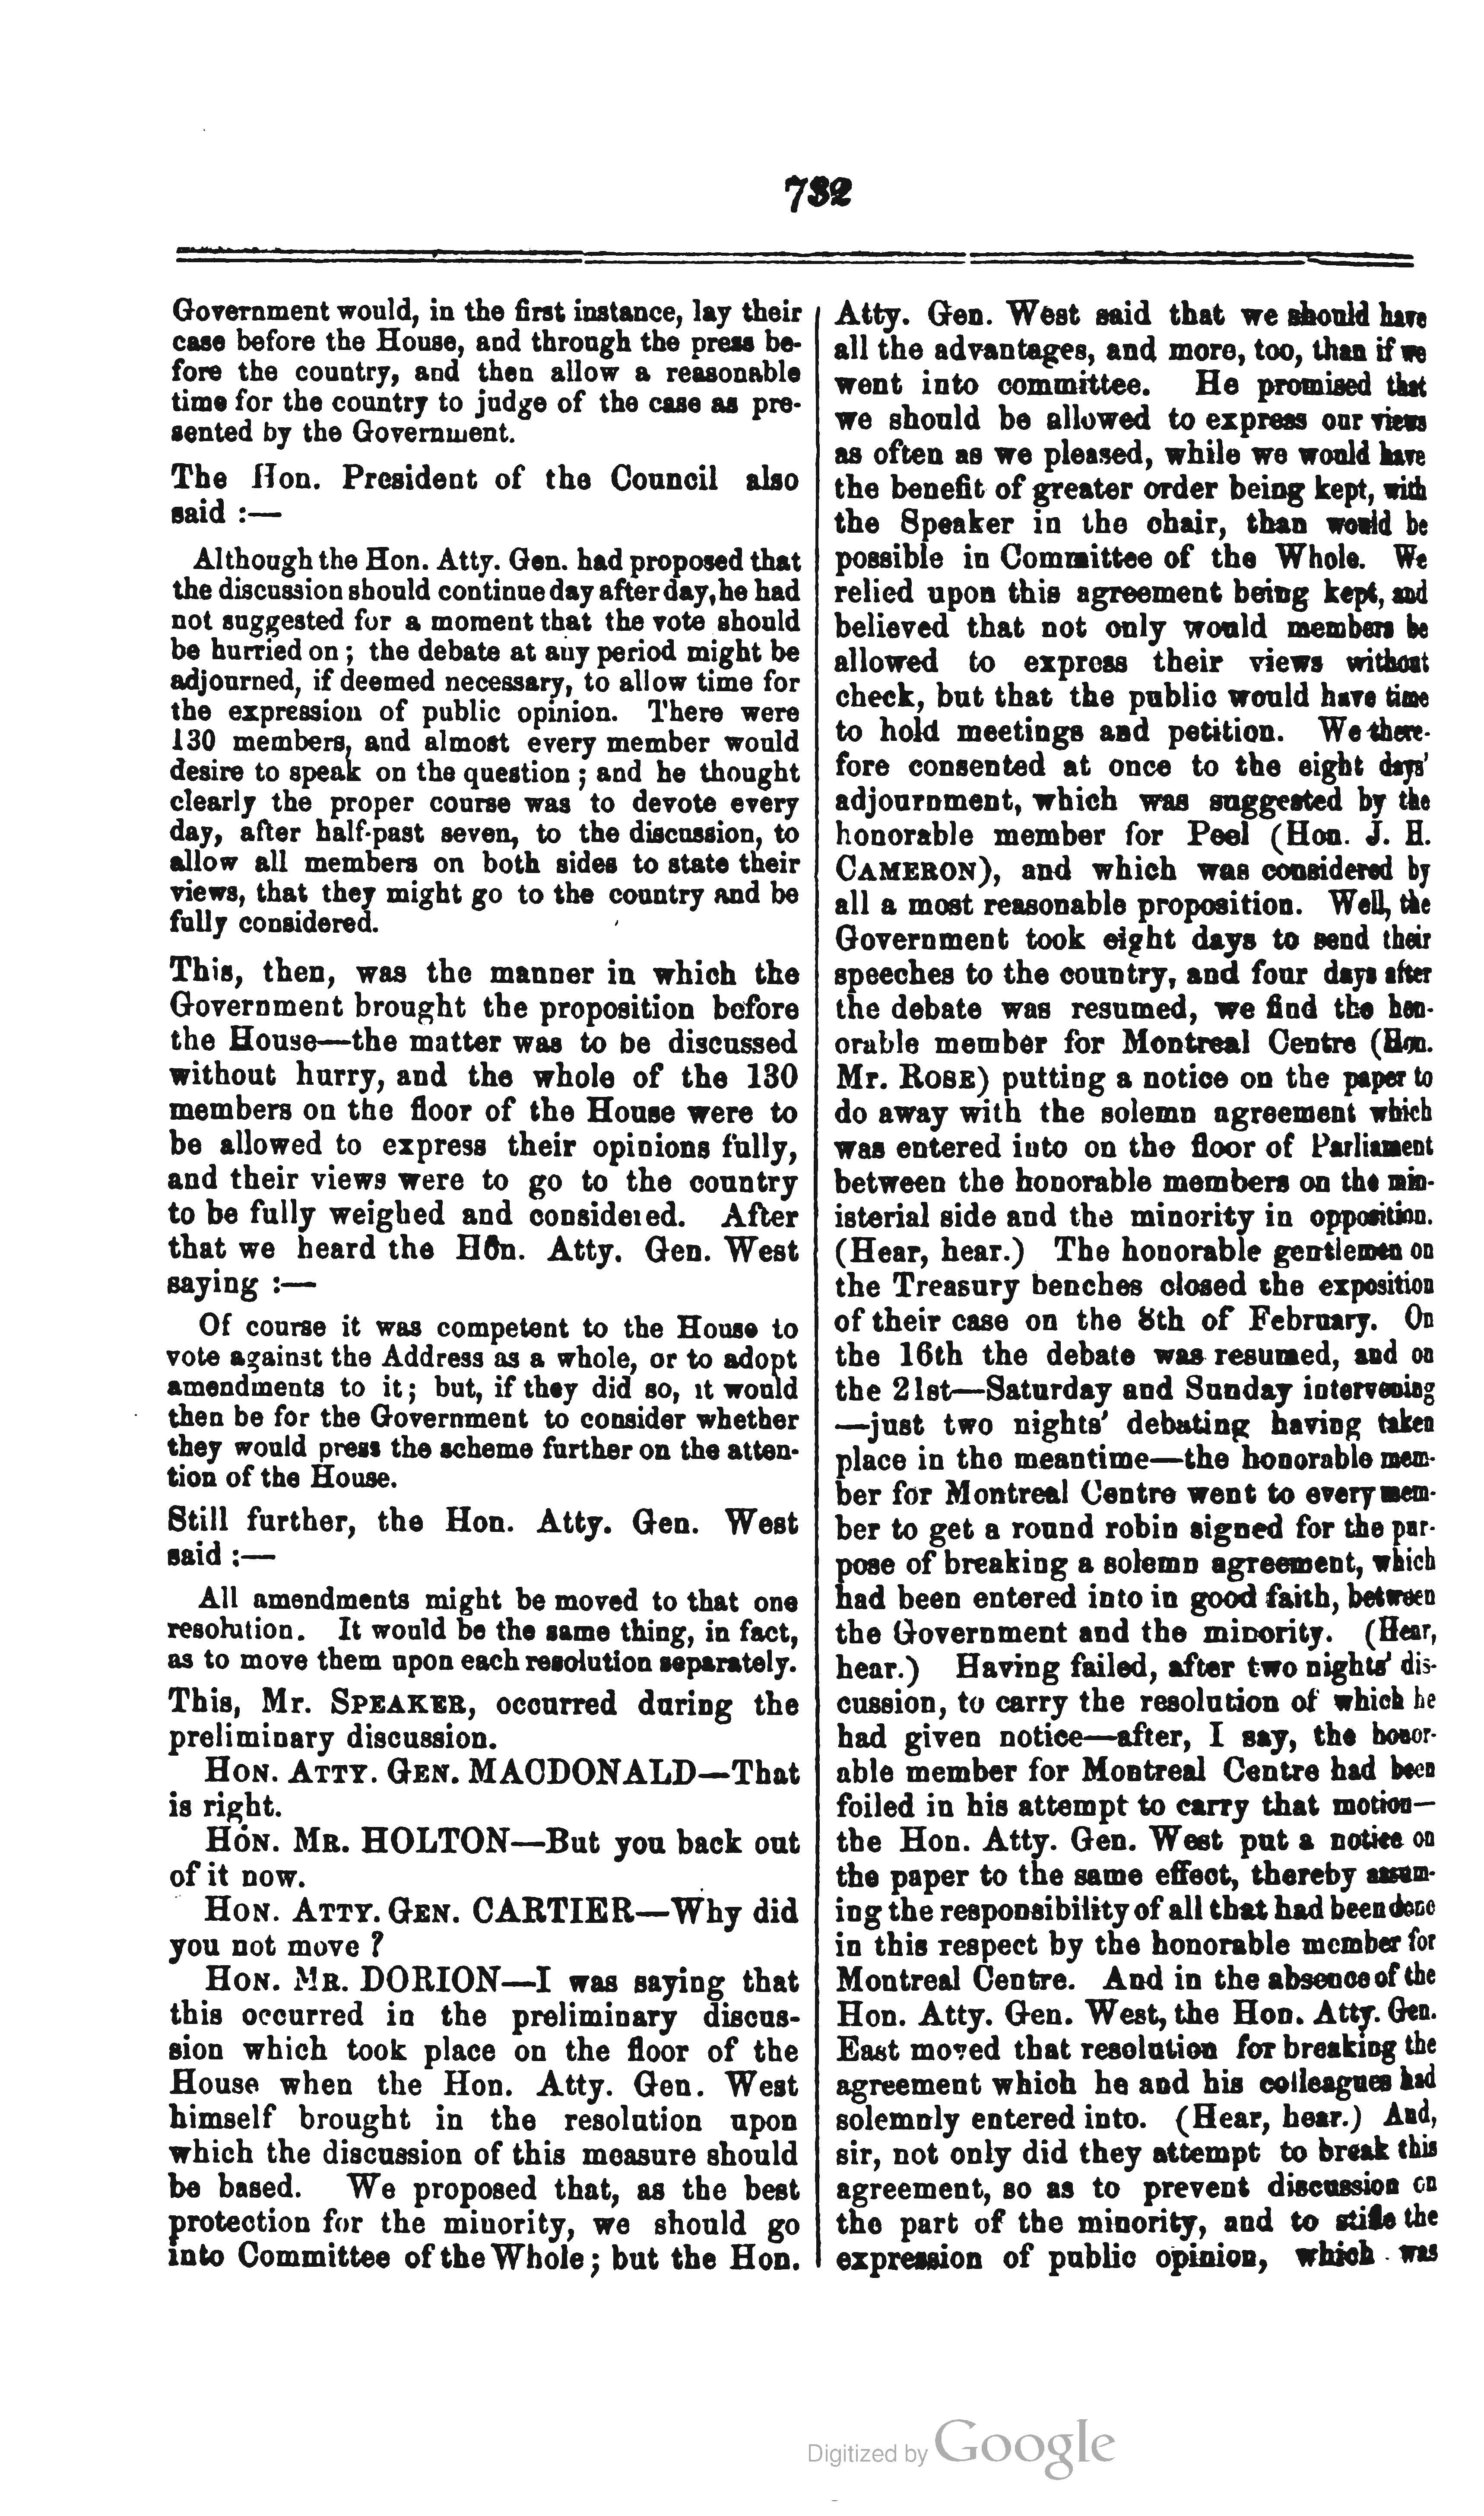 732
Government would, in the first instance, lay their
case before the House, and through the press be-
fore the country, and then allow a reasonable
time for the country to judge of the case as pre-
sented by the Government.
The Hon. President of the Council also
said :—
Although the Hon. Atty. Gen. had proposed that
the discussion should continue day after day, he had
not suggested for a moment that the vote should
be hurried on ; the debate at any period might be
adjourned, if deemed necessary, to allow time for
the expression of public opinion. There were
130 members, and almost every member would
desire to speak on the question ; and he thought
clearly the proper course was to devote every
day, after half-past seven, to the discussion, to
allow all members on both sides to state their
views, that they might go to the country and be
fully considered.
This, then, was the manner in which the
Government brought the proposition before
the House—the matter was to be discussed
without hurry, and the whole of the 130
members on the floor of the House were to
be allowed to express their opinions fully,
and their views were to go to the country
to be fully weighed and considered. After
that we heard the Hon. Atty. Gen. West
saying :—
Of course it was competent to the House to
vote against the Address as a whole, or to adopt
amendments to it ; but, if they did so, it would
then be for the Government to consider whether
they would press the scheme further on the atten-
tion of the House.
Still further, the Hon. Atty. Gen. West
said :—
All amendments might be moved to that one
resolution. It would be the same thing, in fact,
as to move them upon each resolution separately.
This, Mr. SPEAKER, occurred during the
preliminary discussion.
HON. ATTY. GEN. MACDONALD—That
is right.
HON. MR. HOLTON—But you back out
of it now.
HON. ATTY. GEN. CARTIER—Why did
you not move ?
HON. MR. DORION—I was saying that
this occurred in the preliminary discus-
sion which took place on the floor of the
House when the Hon. Atty. Gen. West
himself brought in the resolution upon
which the discussion of this measure should
be based. We proposed that, as the best
protection for the minority, we should go
into Committee of the Whole ; but the Hon.
Atty. Gen. West said that we should have
all the advantages, and more, too, than if we
went into committee. He promised that
we should be allowed to express our views
as often as we pleased, while we would have
the benefit of greater order being kept, with
the Speaker in the chair, than would be
possible in Committee of the Whole. We
relied upon this agreement being kept, and
believed that not only would members be
allowed to express their views without
check, but that the public would have time
to hold meetings and petition. We there-
fore consented at once to the eight days'
adjournment, which was suggested by the
honorable member for Peel (Hon. J. H.
CAMERON), and which was considered by
all a most reasonable proposition. Well, the
Government took eight days to send their
speeches to the country, and four days after
the debate was resumed, we find the hon-
orable member for Montreal Centre (Hon.
Mr. ROSE) putting a notice on the paper to
do away with the solemn agreement which
was entered into on the floor of Parliament
between the honorable members on the min-
isterial side and the minority in opposition.
(Hear, hear.) The honorable gentlemen on
the Treasury benches closed the exposition
of their case on the 8th of February. On
the 16th the debate was resumed, and on
the 21st—Saturday and Sunday intervening
—just two nights' debating having taken
place in the meantime—the honorable mem-
ber for Montreal Centre went to every mem-
ber to get a round robin signed for the pur-
pose of breaking a solemn agreement, which
had been entered into in good faith, between
the Government and the minority. (Hear,
hear.) Having failed, after two nights' dis-
cussion, to carry the resolution of which he
had given notice—after, I say, the honor-
able member for Montreal Centre had been
foiled in his attempt to carry that motion—
the Hon. Atty. Gen. West put a notice on
the paper to the same effect, thereby assum-
ing the responsibility of all that had been done
in this respect by the honorable member for
Montreal Centre. And in the absence of the
Hon. Atty. Gen. West, the Hon. Atty. Gen.
East moved that resolution for breaking the
agreement which he and his colleagues had
solemnly entered into. (Hear, hear.) And,
sir, not only did they attempt to break this
agreement, so as to prevent discussion on
the part of the minority, and to stifle the
expression of public opinion, which was
Digitized by Google